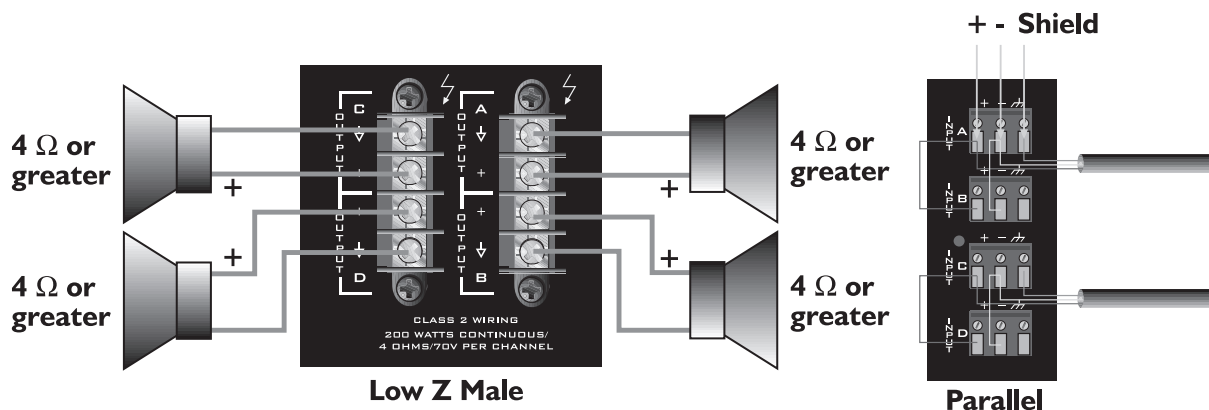 + - Shield
4 Ω or
greater
+
4 Ω or
greater
+
C
OUTPUT
+
+
OUTPUT
D
A
OUTPUT
+
+
OUTPUT
B
CLASS 2 WIRING
200 WATTS CONTINUOUS/
4 OHMS/70V PER CHANNEL
Low Z Male
+
4 Ω or
greater
+
4 Ω or
greater
+ -
INPUT A
+ -
INPUT B
+ -
INPUT C
+ -
INPUT D
Parallel